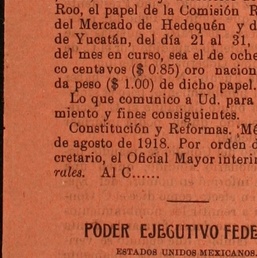 Roo, el papel de la Comisión R
del Mercado de Hedequén y d
de Yucatán, del día 21 al 31,
del mes en curso, sea el de oche
co centavos ($ 0.85) oro nacion
da peso ($ 1.00) de dicho papel.
Lo que comunico a Ud. para
miento y fines consiguientes.
Constitución y Reformas. Mé
de agosto de 1918. Por orden d
cretario, el Oficial Mayor interin
rales. Al C......
PODER EJECUTIVO FEDE
ESTADOS UNIDOS MEXICANOS.